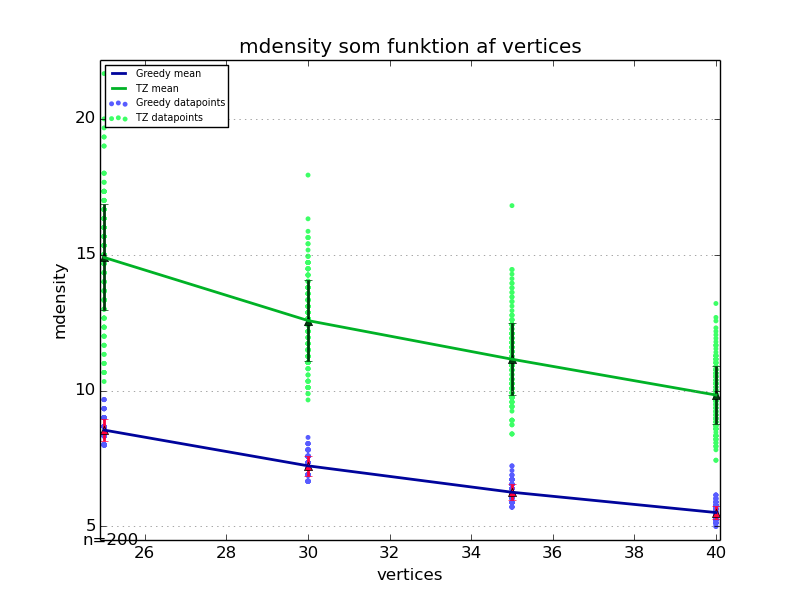 mdensity som funktion af vertices
Greedy mean
TZ mean
Greedy datapoints
TZ datapoints
20
15
10
5
mdensity
n=200
26
28
30
32
34
36
38
40
vertices